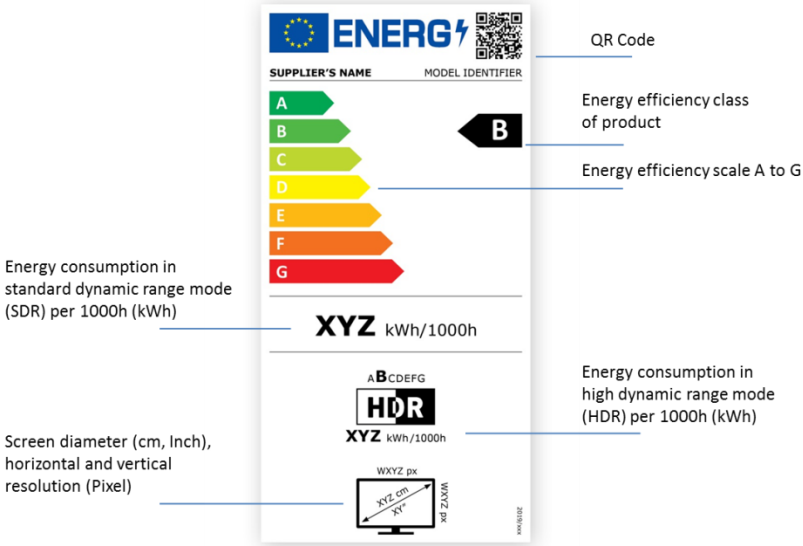 ENERG
QR Code
SUPPLIER'S NAME MODEL IDENTIFIER
A
B
C
D
E
F
G
B
Energy efficiency class
of product
Energy efficiency scale A to G
Energy consumption in
standard dynamic range mode
(SDR) per 1000h (kWh)
XYZ kWh/1000h
ABCDEFG
HDR
XYZ kWh/1000h
Energy consumption in
high dynamic range mode
(HDR) per 1000h (kWh)
Screen diameter (cm, Inch),
horizontal and vertical
resolution (Pixel)
WXYZ px
XYZ cm
XY"
WXYZ px
2019/xxx